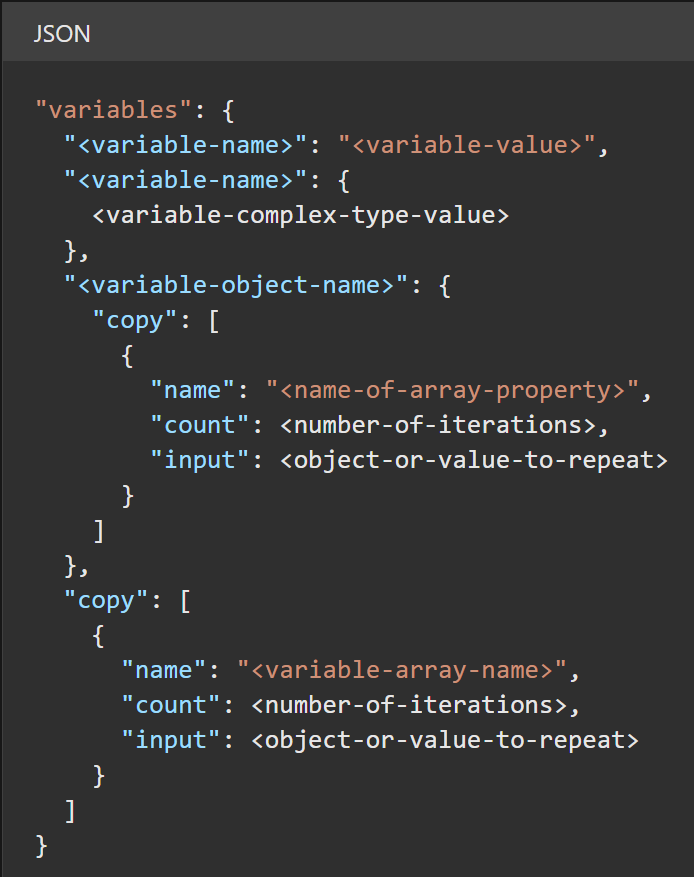 JSON
"variables": {
  "<variable-name>": "<variable-value>",
  "<variable-name>": {
    <variable-complex-type-value>
  },
  "<variable-object-name>": {
    "copy": [
      {
        "name": "<name-of-array-property>",
        "count": <number-of-iterations>,
        "input": <object-or-value-to-repeat>
      }
    ]
  },
  "copy": [
    {
      "name": "<variable-array-name>",
      "count": <number-of-iterations>,
      "input": <object-or-value-to-repeat>
    }
  ]
}